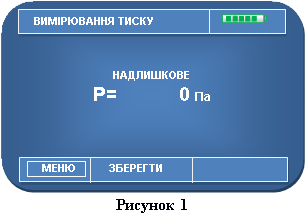 ВИМІРЮВАННЯ ТИСКУ
НАДЛИШКОВЕ
P= 0 Па
МЕНЮ ЗБЕРЕГТИ
Рисунок 1